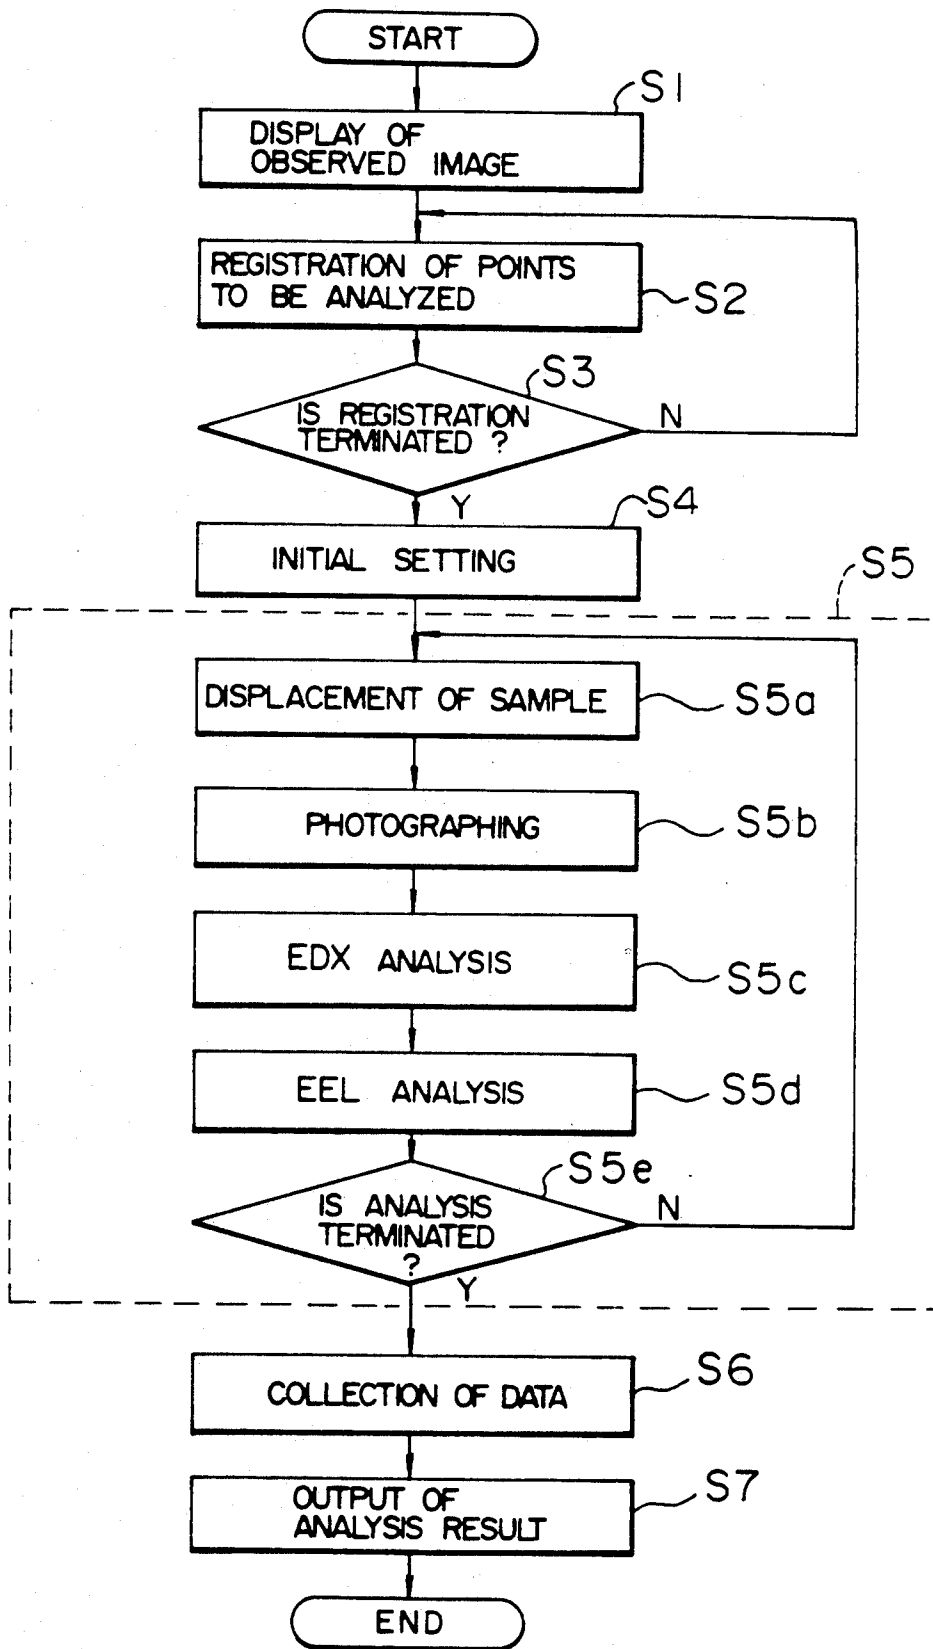 START
S1
DISPLAY OF
OBSERVED IMAGE
REGISTRATION OF POINTS
TO BE ANALYZED
S2
S3
IS REGISTRATION
TERMINATED ?
N
Y
S4
INITIAL SETTING
S5
DISPLACEMENT OF SAMPLE
S5a
PHOTOGRAPHING
S5b
EDX ANALYSIS
S5c
EEL ANALYSIS
S5d
S5e
IS ANALYSIS
TERMINATED
?
N
Y
COLLECTION OF DATA
S6
OUTPUT OF
ANALYSIS RESULT
S7
END